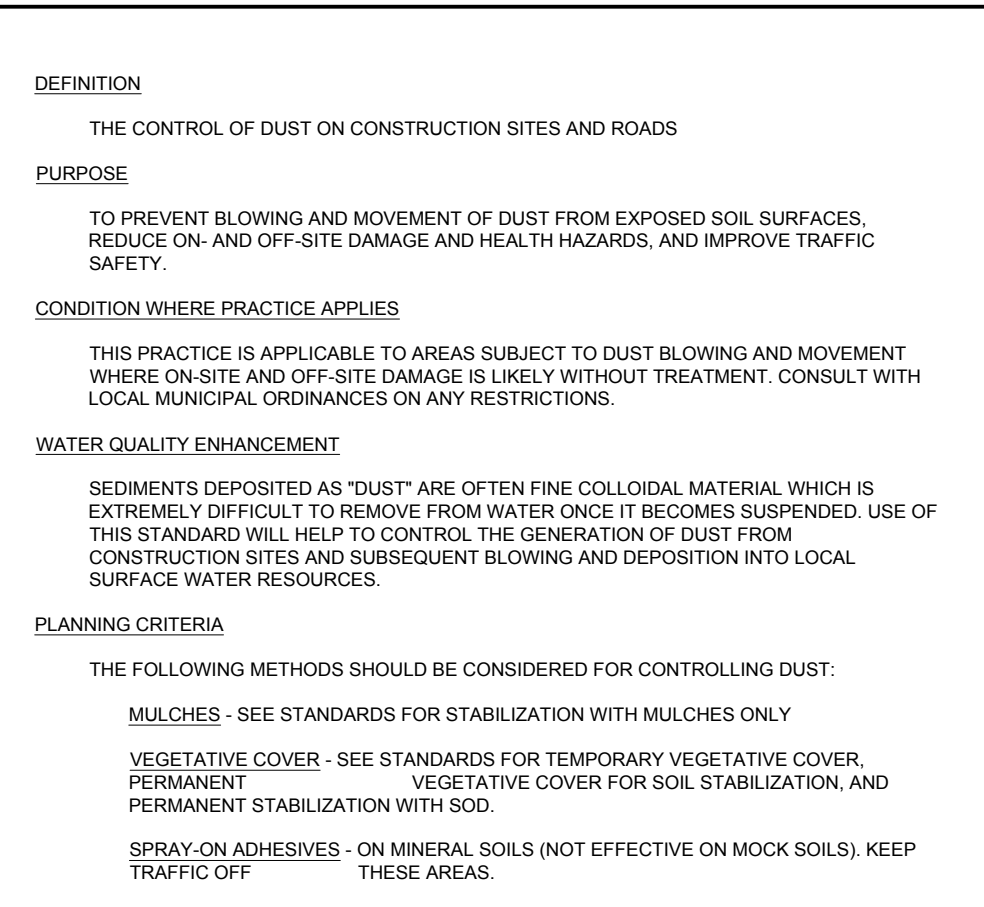 DEFINITION
THE CONTROL OF DUST ON CONSTRUCTION SITES AND ROADS
PURPOSE
TO PREVENT BLOWING AND MOVEMENT OF DUST FROM EXPOSED SOIL SURFACES,
REDUCE ON- AND OFF-SITE DAMAGE AND HEALTH HAZARDS, AND IMPROVE TRAFFIC
SAFETY.
CONDITION WHERE PRACTICE APPLIES
THIS PRACTICE IS APPLICABLE TO AREAS SUBJECT TO DUST BLOWING AND MOVEMENT
WHERE ON-SITE AND OFF-SITE DAMAGE IS LIKELY WITHOUT TREATMENT. CONSULT WITH
LOCAL MUNICIPAL ORDINANCES ON ANY RESTRICTIONS.
WATER QUALITY ENHANCEMENT
SEDIMENTS DEPOSITED AS "DUST" ARE OFTEN FINE COLLOIDAL MATERIAL WHICH IS
EXTREMELY DIFFICULT TO REMOVE FROM WATER ONCE IT BECOMES SUSPENDED. USE OF
THIS STANDARD WILL HELP TO CONTROL THE GENERATION OF DUST FROM
CONSTRUCTION SITES AND SUBSEQUENT BLOWING AND DEPOSITION INTO LOCAL
SURFACE WATER RESOURCES.
PLANNING CRITERIA
THE FOLLOWING METHODS SHOULD BE CONSIDERED FOR CONTROLLING DUST:
MULCHES - SEE STANDARDS FOR STABILIZATION WITH MULCHES ONLY
VEGETATIVE COVER - SEE STANDARDS FOR TEMPORARY VEGETATIVE COVER,
PERMANENT VEGETATIVE COVER FOR SOIL STABILIZATION, AND
PERMANENT STABILIZATION WITH SOD.
SPRAY-ON ADHESIVES - ON MINERAL SOILS (NOT EFFECTIVE ON MOCK SOILS). KEEP
TRAFFIC OFF THESE AREAS.